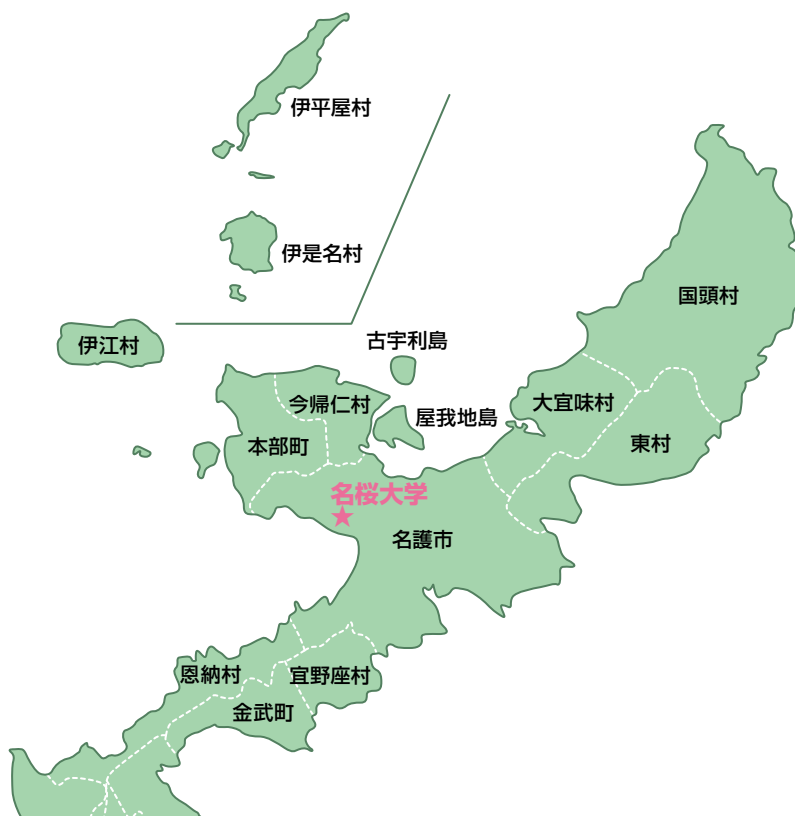 伊平屋村
伊是名村
国頭村
伊江村
古宇利島
今帰仁村
大宜味村
屋我地島
本部町
東村
名桜大学
名護市
恩納村
宜野座村
金武町